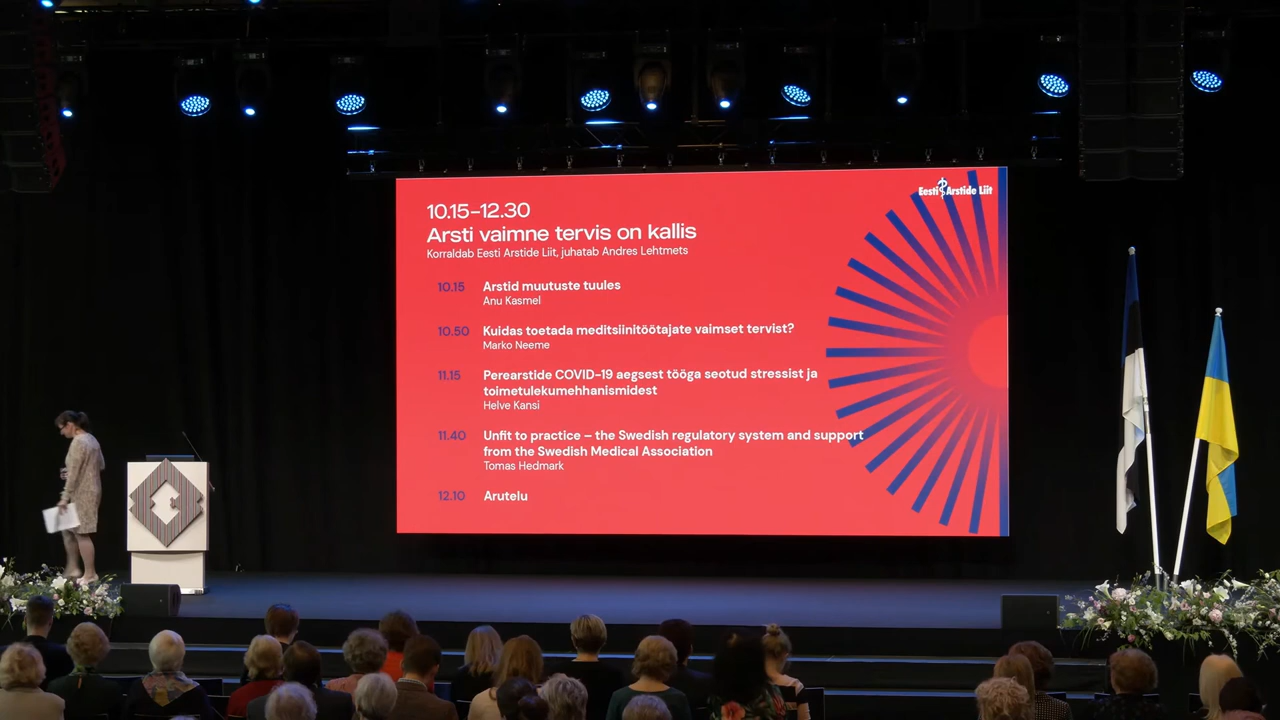 Eesti Arstide Liit
10.15–12.30
Arsti vaimne tervis on kallis
Korraldab Eesti Arstide Liit, juhatab Andres Lehtmets
10.15 Arstid muutuste tuules
Anu Kasmel
10.50 Kuidas toetada meditsiinitöötajate vaimset tervist?
Marko Neeme
11.15 Perearstide COVID-19 aegsest tööga seotud stressist ja
toimetulekumehhanismidest
Helve Kansi
11.40 Unfit to practice – the Swedish regulatory system and support
from the Swedish Medical Association
Tomas Hedmark
12.10 Arutelu